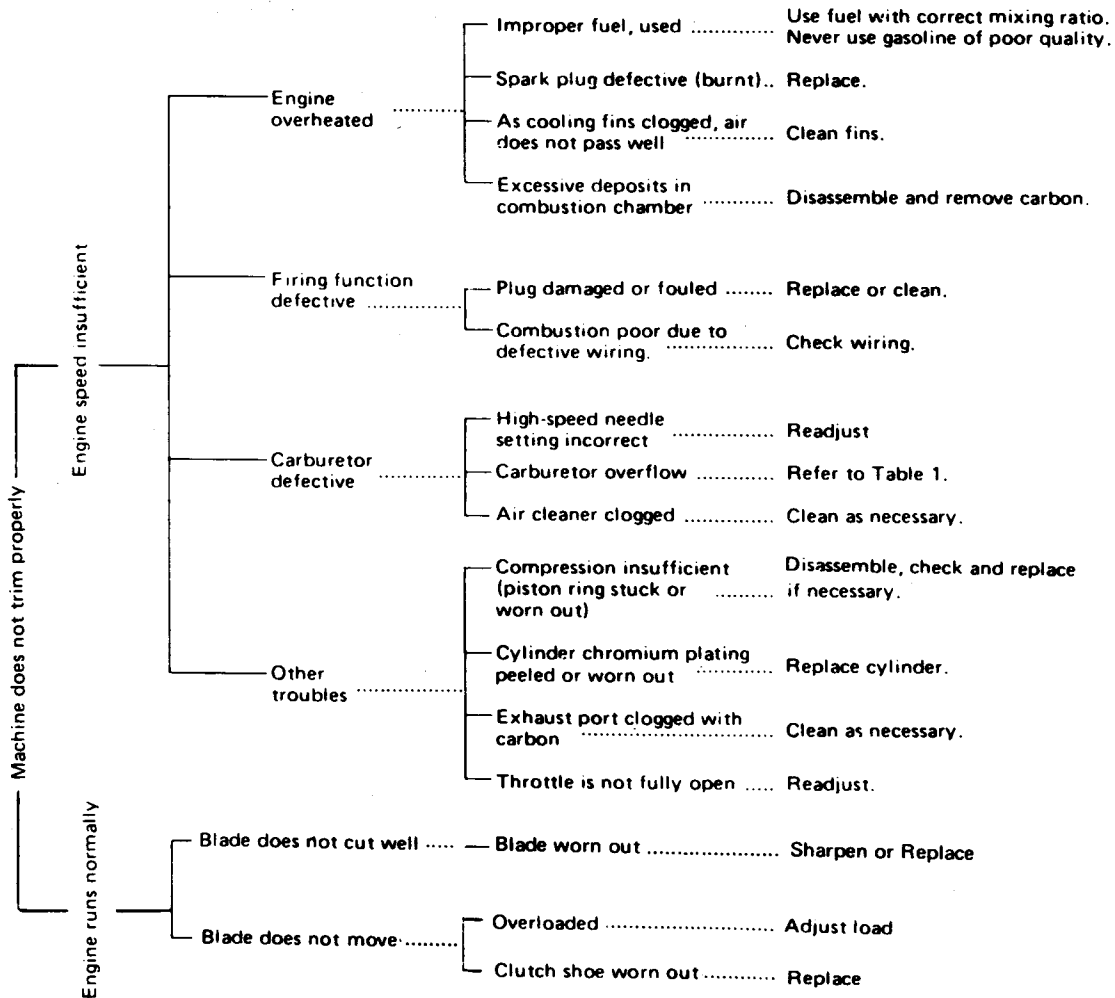 Machine does not trim properly
Engine speed insufficient
Engine
overheated
Improper fuel, used ............. Use fuel with correct mixing ratio.
Never use gasoline of poor quality.
Spark plug defective (burnt).. Replace.
As cooling fins clogged, air
does not pass well ............... Clean fins.
Excessive deposits in
combustion chamber ........... Disassemble and remove carbon.
Firing function
defective
Plug damaged or fouled ........ Replace or clean.
Combustion poor due to
defective wiring. ................. Check wiring.
Carburetor
defective
High-speed needle
setting incorrect ................ Readjust
Carburetor overflow ............ Refer to Table 1.
Air cleaner clogged .............. Clean as necessary.
Other
troubles
Compression insufficient
(piston ring stuck or
worn out) .......... Disassemble, check and replace
if necessary.
Cylinder chromium plating
peeled or worn out ............. Replace cylinder.
Exhaust port clogged with
carbon ............................... Clean as necessary.
Throttle is not fully open ..... Readjust.
Engine runs normally
Blade does not cut well ..... Blade worn out ..................... Sharpen or Replace
Blade does not move
Overloaded ......................... Adjust load
Clutch shoe worn out ............ Replace